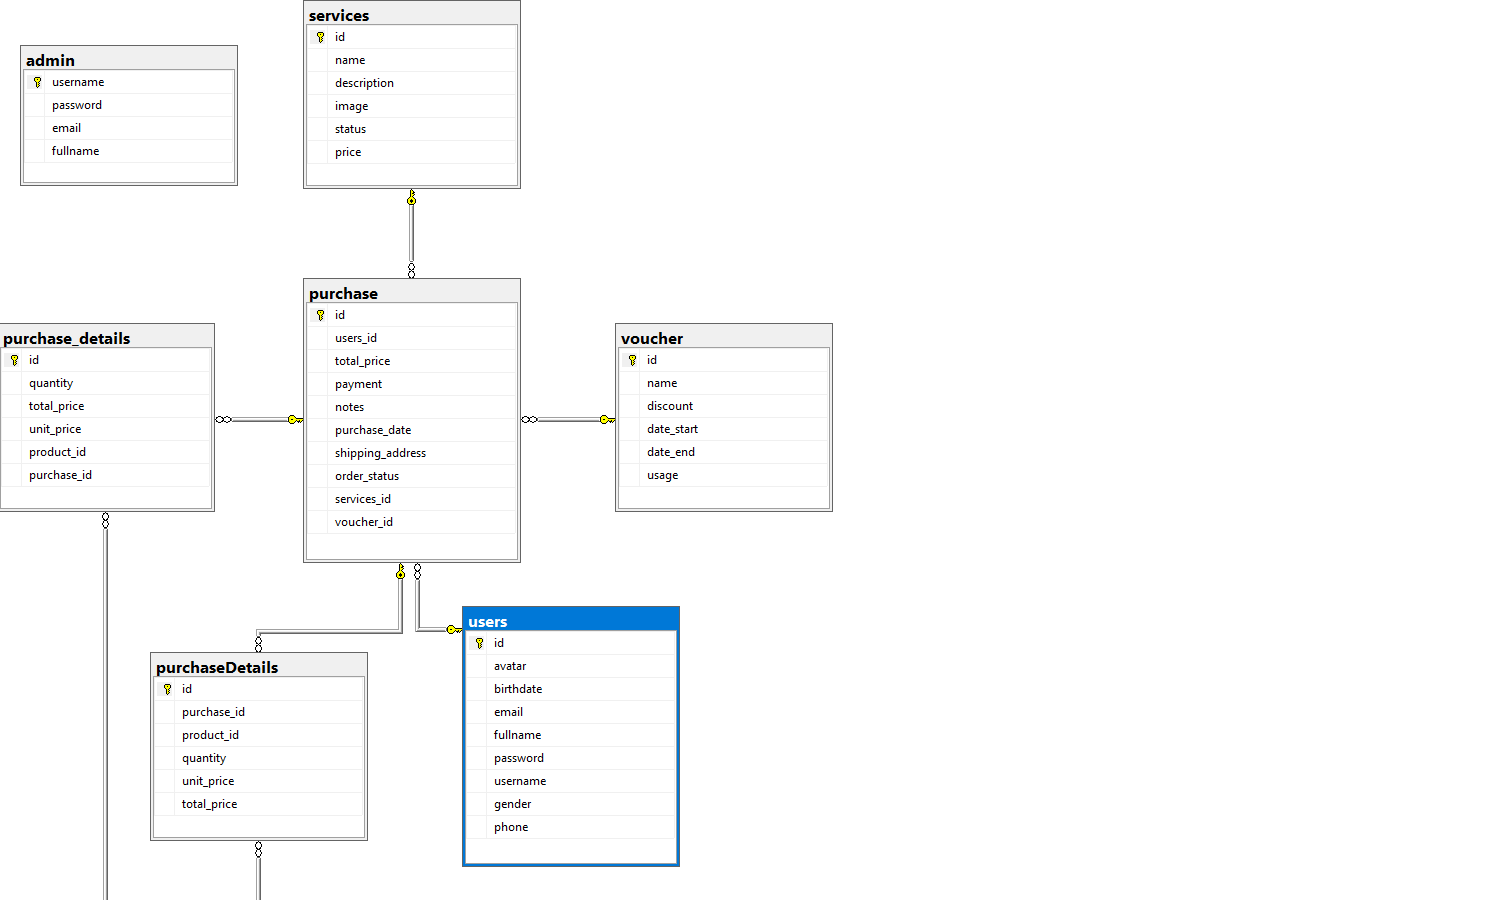 services
id
name
description
image
status
price
admin
username
password
email
fullname
purchase
id
users_id
total_price
payment
notes
purchase_date
shipping_address
order_status
services_id
voucher_id
purchase_details
id
quantity
total_price
unit_price
product_id
purchase_id
voucher
id
name
discount
date_start
date_end
usage
users
id
avatar
birthdate
email
fullname
password
username
gender
phone
purchaseDetails
id
purchase_id
product_id
quantity
unit_price
total_price